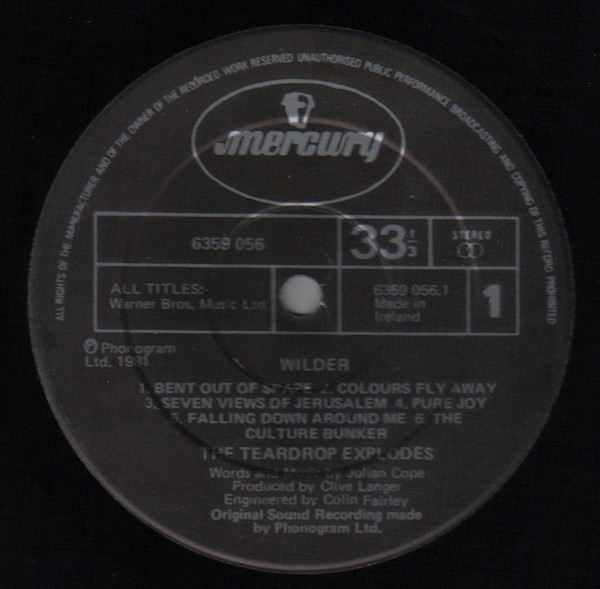 ALL RIGHTS OF THE MANUFACTURER AND OF THE OWNER OF THE RECORDED WORK RESERVED UNAUTHORISED PUBLIC PERFORMANCE BROADCASTING AND COPYING OF THIS RECORD PROHIBITED
mercury
6359 056
33 1/3
STEREO
ALL TITLES:-
Warner Bros, Music Ltd.
6359 056.1
Made in
Ireland
1
℗ Phonogram
Ltd. 1981
WILDER
1. BENT OUT OF SHAPE 2. COLOURS FLY AWAY
3. SEVEN VIEWS OF JERUSALEM 4. PURE JOY
5. FALLING DOWN AROUND ME 6 THE
CULTURE BUNKER
THE TEARDROP EXPLODES
Words and Music by Julian Cope
Produced by Clive Langer
Engineered by Colin Fairley
Original Sound Recording made
by Phonogram Ltd.